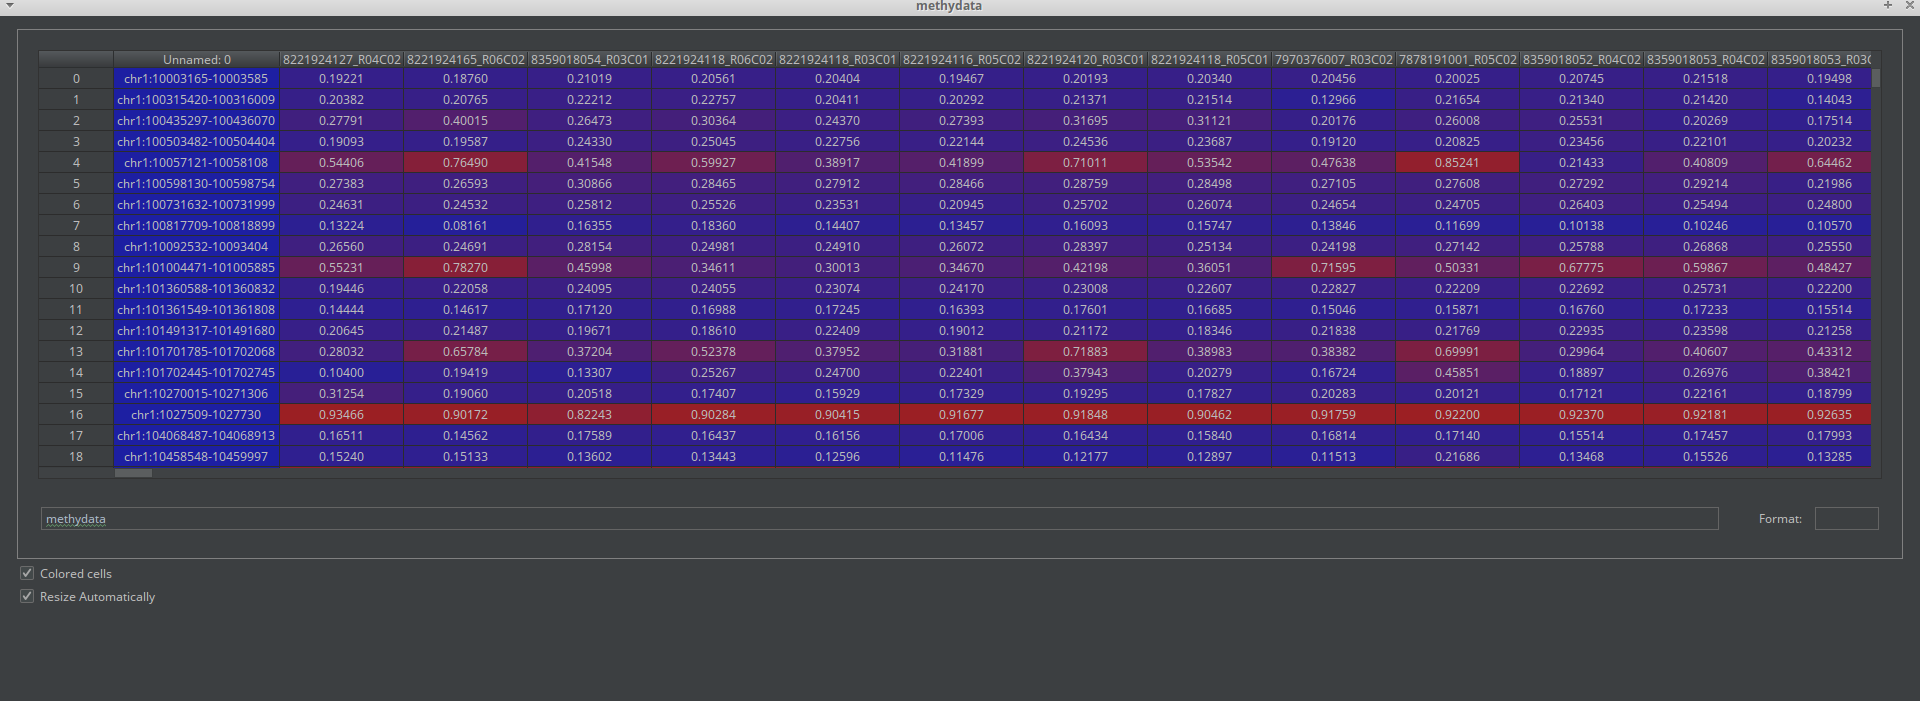 methydata
Unnamed: 0 8221924127_R04C02 8221924165_R06C02 8359018054_R03C01 8221924118_R06C02 8221924118_R03C01 8221924116_R05C02 8221924120_R03C01 8221924118_R05C01 7970376007_R03C02 7878191001_R05C02 8359018052_R04C02 8359018053_R04C02 8359018053_R03C
0 chr1:10003165-10003585 0.19221 0.18760 0.21019 0.20561 0.20404 0.19467 0.20193 0.20340 0.20456 0.20025 0.20745 0.21518 0.19498
1 chr1:100315420-100316009 0.20382 0.20765 0.22212 0.22757 0.20411 0.20292 0.21371 0.21514 0.12966 0.21654 0.21340 0.21420 0.14043
2 chr1:100435297-100436070 0.27791 0.40015 0.26473 0.30364 0.24370 0.27393 0.31695 0.31121 0.20176 0.26008 0.25531 0.20269 0.17514
3 chr1:100503482-100504404 0.19093 0.19587 0.24330 0.25045 0.22756 0.22144 0.24536 0.23687 0.19120 0.20825 0.23456 0.22101 0.20232
4 chr1:10057121-10058108 0.54406 0.76490 0.41548 0.59927 0.38917 0.41899 0.71011 0.53542 0.47638 0.85241 0.21433 0.40809 0.64462
5 chr1:100598130-100598754 0.27383 0.26593 0.30866 0.28465 0.27912 0.28466 0.28759 0.28498 0.27105 0.27608 0.27292 0.29214 0.21986
6 chr1:100731632-100731999 0.24631 0.24532 0.25812 0.25526 0.23531 0.20945 0.25702 0.26074 0.24654 0.24705 0.26403 0.25494 0.24800
7 chr1:100817709-100818899 0.13224 0.08161 0.16355 0.18360 0.14407 0.13457 0.16093 0.15747 0.13846 0.11699 0.10138 0.10246 0.10570
8 chr1:10092532-10093404 0.26560 0.24691 0.28154 0.24981 0.24910 0.26072 0.28397 0.25134 0.24198 0.27142 0.25788 0.26868 0.25550
9 chr1:101004471-101005885 0.55231 0.78270 0.45998 0.34611 0.30013 0.34670 0.42198 0.36051 0.71595 0.50331 0.67775 0.59867 0.48427
10 chr1:101360588-101360832 0.19446 0.22058 0.24095 0.24055 0.23074 0.24170 0.23008 0.22607 0.22827 0.22209 0.22692 0.25731 0.22200
11 chr1:101361549-101361808 0.14444 0.14617 0.17120 0.16988 0.17245 0.16393 0.17601 0.16685 0.15046 0.15871 0.16760 0.17233 0.15514
12 chr1:101491317-101491680 0.20645 0.21487 0.19671 0.18610 0.22409 0.19012 0.21172 0.18346 0.21838 0.21769 0.22935 0.23598 0.21258
13 chr1:101701785-101702068 0.28032 0.65784 0.37204 0.52378 0.37952 0.31881 0.71883 0.38983 0.38382 0.69991 0.29964 0.40607 0.43312
14 chr1:101702445-101702745 0.10400 0.19419 0.13307 0.25267 0.24700 0.22401 0.37943 0.20279 0.16724 0.45851 0.18897 0.26976 0.38421
15 chr1:10270015-10271306 0.31254 0.19060 0.20518 0.17407 0.15929 0.17329 0.19295 0.17827 0.20283 0.20121 0.17121 0.22161 0.18799
16 chr1:1027509-1027730 0.93466 0.90172 0.82243 0.90284 0.90415 0.91677 0.91848 0.90462 0.91759 0.92200 0.92370 0.92181 0.92635
17 chr1:104068487-104068913 0.16511 0.14562 0.17589 0.16437 0.16156 0.17006 0.16434 0.15840 0.16814 0.17140 0.15514 0.17457 0.17993
18 chr1:10458548-10459997 0.15240 0.15133 0.13602 0.13443 0.12596 0.11476 0.12177 0.12897 0.11513 0.21686 0.13468 0.15526 0.13285
methydata Format:
Colored cells
Resize Automatically